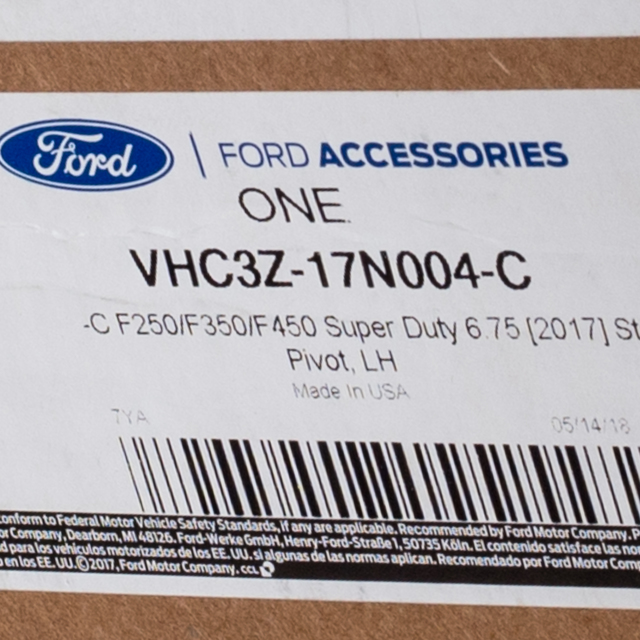 Ford | FORD ACCESSORIES
ONE
VHC3Z-17N004-C
-C F250/F350/F450 Super Duty 6.75 [2017] St
Pivot, LH
Made In USA
7YA 05/14/18
conform to Federal Motor Vehicle Safety Standards, if any are applicable. Recommended by Ford Motor Company. P
or Company, Dearborn, MI 48126. Ford-Werke GmbH, Henry-Ford-Straße 1, 50735 Köln. El contenido satisface las no
d para los vehículos motorizados de los EE. UU. si algunas de las normas aplican. Recomendado por Ford Motor Comp
o en los EE. UU. ©2017, Ford Motor Company. CCL